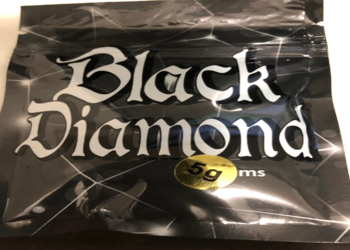 Black
Diamond
5g ms